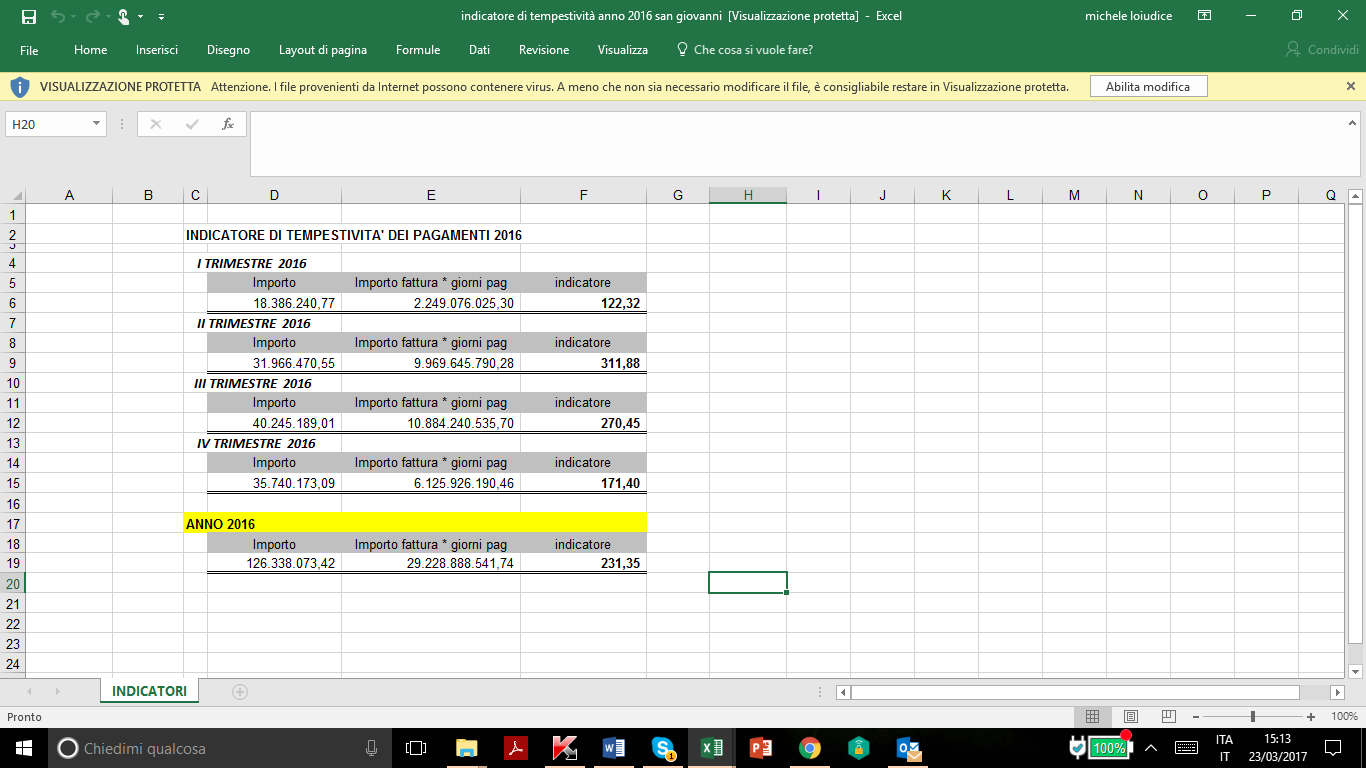 indicatore di tempestività anno 2016 san giovanni [Visualizzazione protetta] - Excel
michele loiudice
File Home Inserisci Disegno Layout di pagina Formule Dati Revisione Visualizza Che cosa si vuole fare? Condividi
VISUALIZZAZIONE PROTETTA Attenzione. I file provenienti da Internet possono contenere virus. A meno che non sia necessario modificare il file, è consigliabile restare in Visualizzazione protetta. Abilita modifica
H20 fx
A B C D E F G H I J K L M N O P Q
1
2 INDICATORE DI TEMPESTIVITA' DEI PAGAMENTI 2016
3
4 I TRIMESTRE 2016
5 Importo Importo fattura * giorni pag indicatore
6 18.386.240,77 2.249.076.025,30 122,32
7 II TRIMESTRE 2016
8 Importo Importo fattura * giorni pag indicatore
9 31.966.470,55 9.969.645.790,28 311,88
10 III TRIMESTRE 2016
11 Importo Importo fattura * giorni pag indicatore
12 40.245.189,01 10.884.240.535,70 270,45
13 IV TRIMESTRE 2016
14 Importo Importo fattura * giorni pag indicatore
15 35.740.173,09 6.125.926.190,46 171,40
16
17 ANNO 2016
18 Importo Importo fattura * giorni pag indicatore
19 126.338.073,42 29.228.888.541,74 231,35
20
21
22
23
24
INDICATORI
Pronto 100%
Chiedimi qualcosa 100% ITA 15:13
IT 23/03/2017